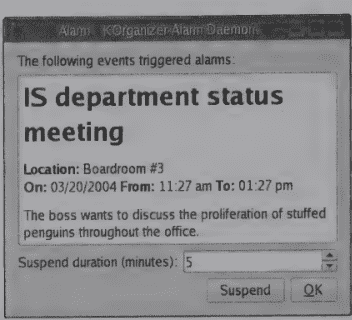 Alarm KOrganizer Alarm Daemon
The following events triggered alarms:
IS department status
meeting
Location: Boardroom #3
On: 03/20/2004 From: 11:27 am To: 01:27 pm
The boss wants to discuss the proliferation of stuffed
penguins throughout the office.
Suspend duration (minutes): 5
Suspend OK